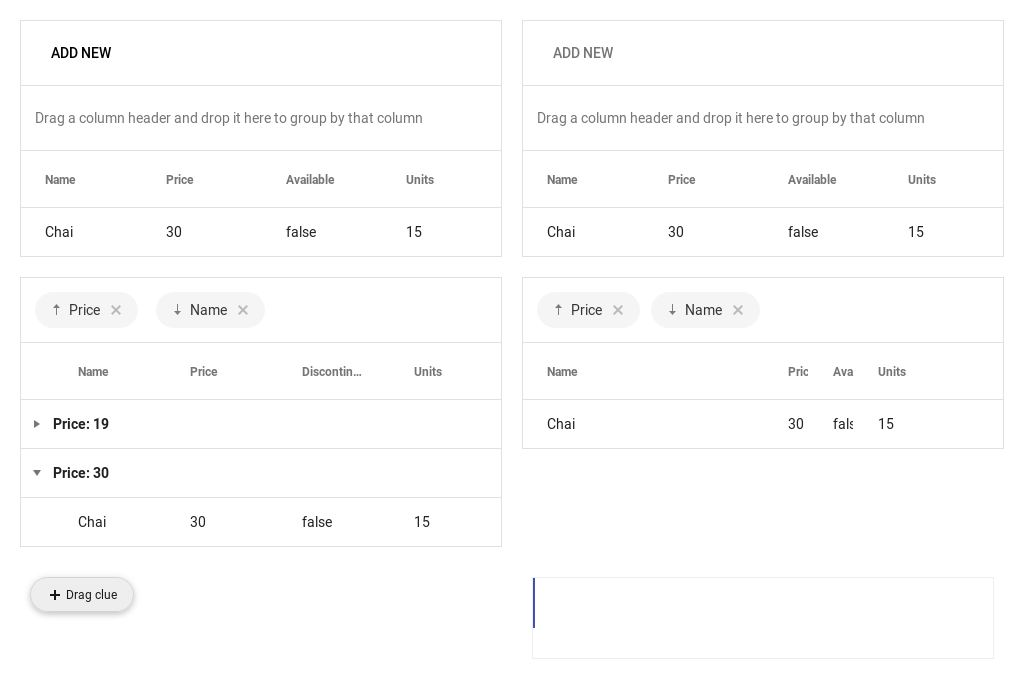 ADD NEW
Drag a column header and drop it here to group by that column
Name Price Available Units
Chai 30 false 15
ADD NEW
Drag a column header and drop it here to group by that column
Name Price Available Units
Chai 30 false 15
Price Name
Name Price Discontin... Units
Price: 19
Price: 30
Chai 30 false 15
Price Name
Name Pric Ava Units
Chai 30 fals 15
Drag clue